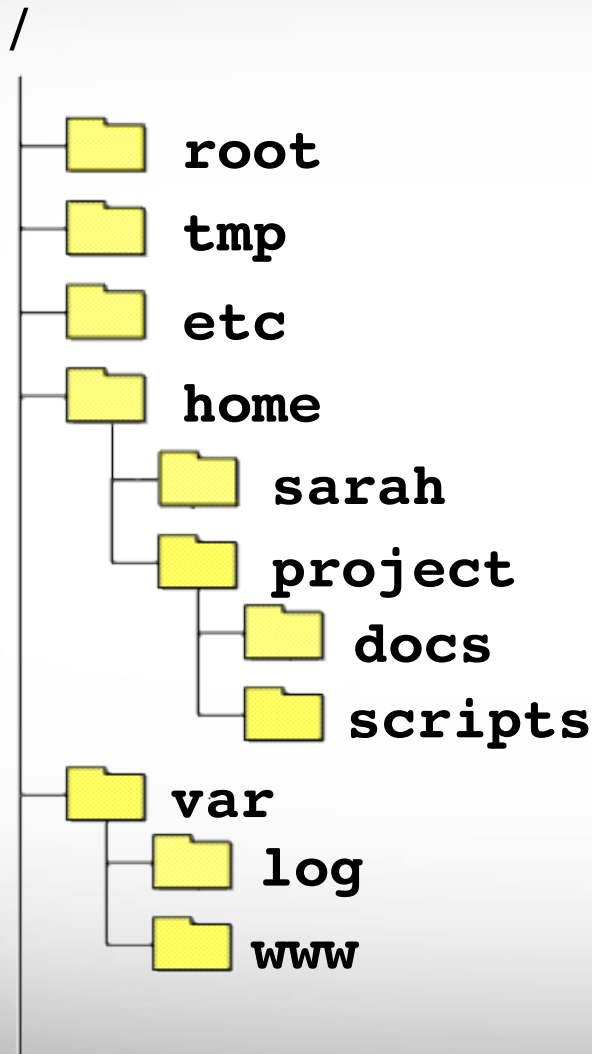 /
root
tmp
etc
home
sarah
project
docs
scripts
var
log
www